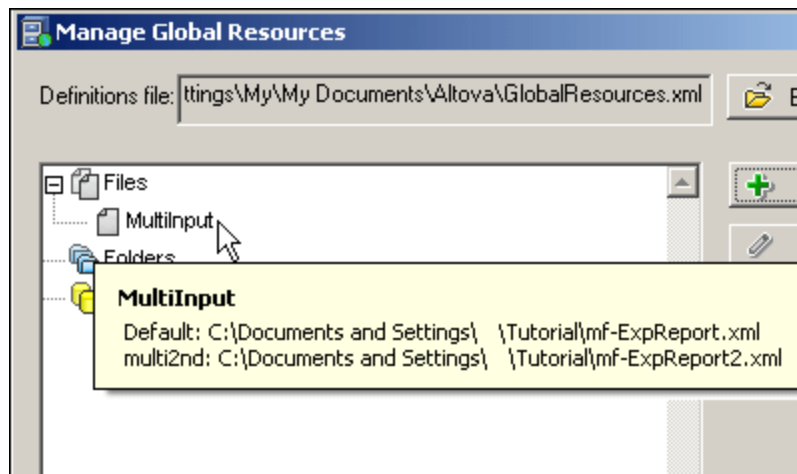 Manage Global Resources
Definitions file: ttings\My\My Documents\Altova\GlobalResources.xml
Files
MultiInput
Folders
MultiInput
Default: C:\Documents and Settings\ \Tutorial\mf-ExpReport.xml
multi2nd: C:\Documents and Settings\ \Tutorial\mf-ExpReport2.xml